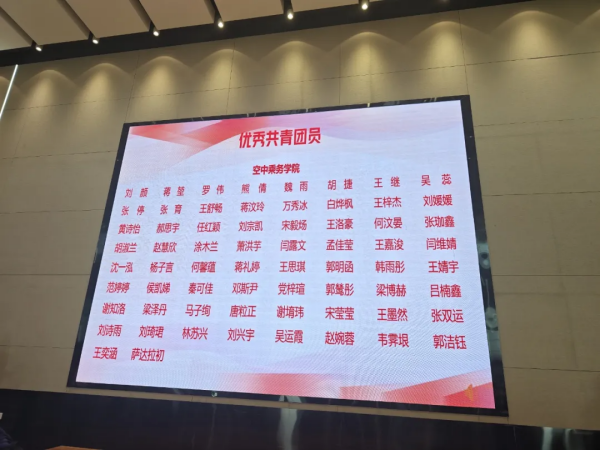 优秀共青团员
空中乘务学院
刘颜 蒋堃 罗伟 熊倩 魏雨 胡捷 王继 吴蕊
张停 张育 王舒畅 蒋汶玲 万秀冰 白烨枫 王梓杰 刘媛媛
黄诗怡 郝思宇 任红颖 刘宗凯 宋毅炀 王洛豪 何汶晏 张珈鑫
胡淑兰 赵慧欣 涂木兰 萧洪芋 闫露文 孟佳莹 王嘉浚 闫维婧
沈一泓 杨子言 何馨蕴 蒋礼婷 王思琪 郭明函 韩雨彤 王婧宇
范婷婷 侯凯娣 秦可佳 邓斯尹 党梓瑄 郭鸶彤 梁博赫 吕楠鑫
谢知洛 梁泽丹 马子绚 唐粒正 谢堉玮 宋莹莹 王墨然 张双运
刘诗雨 刘琦珺 林苏兴 刘兴宇 吴运霞 赵婉蓉 韦霁垠 郭洁钰
王奕涵 萨达拉初